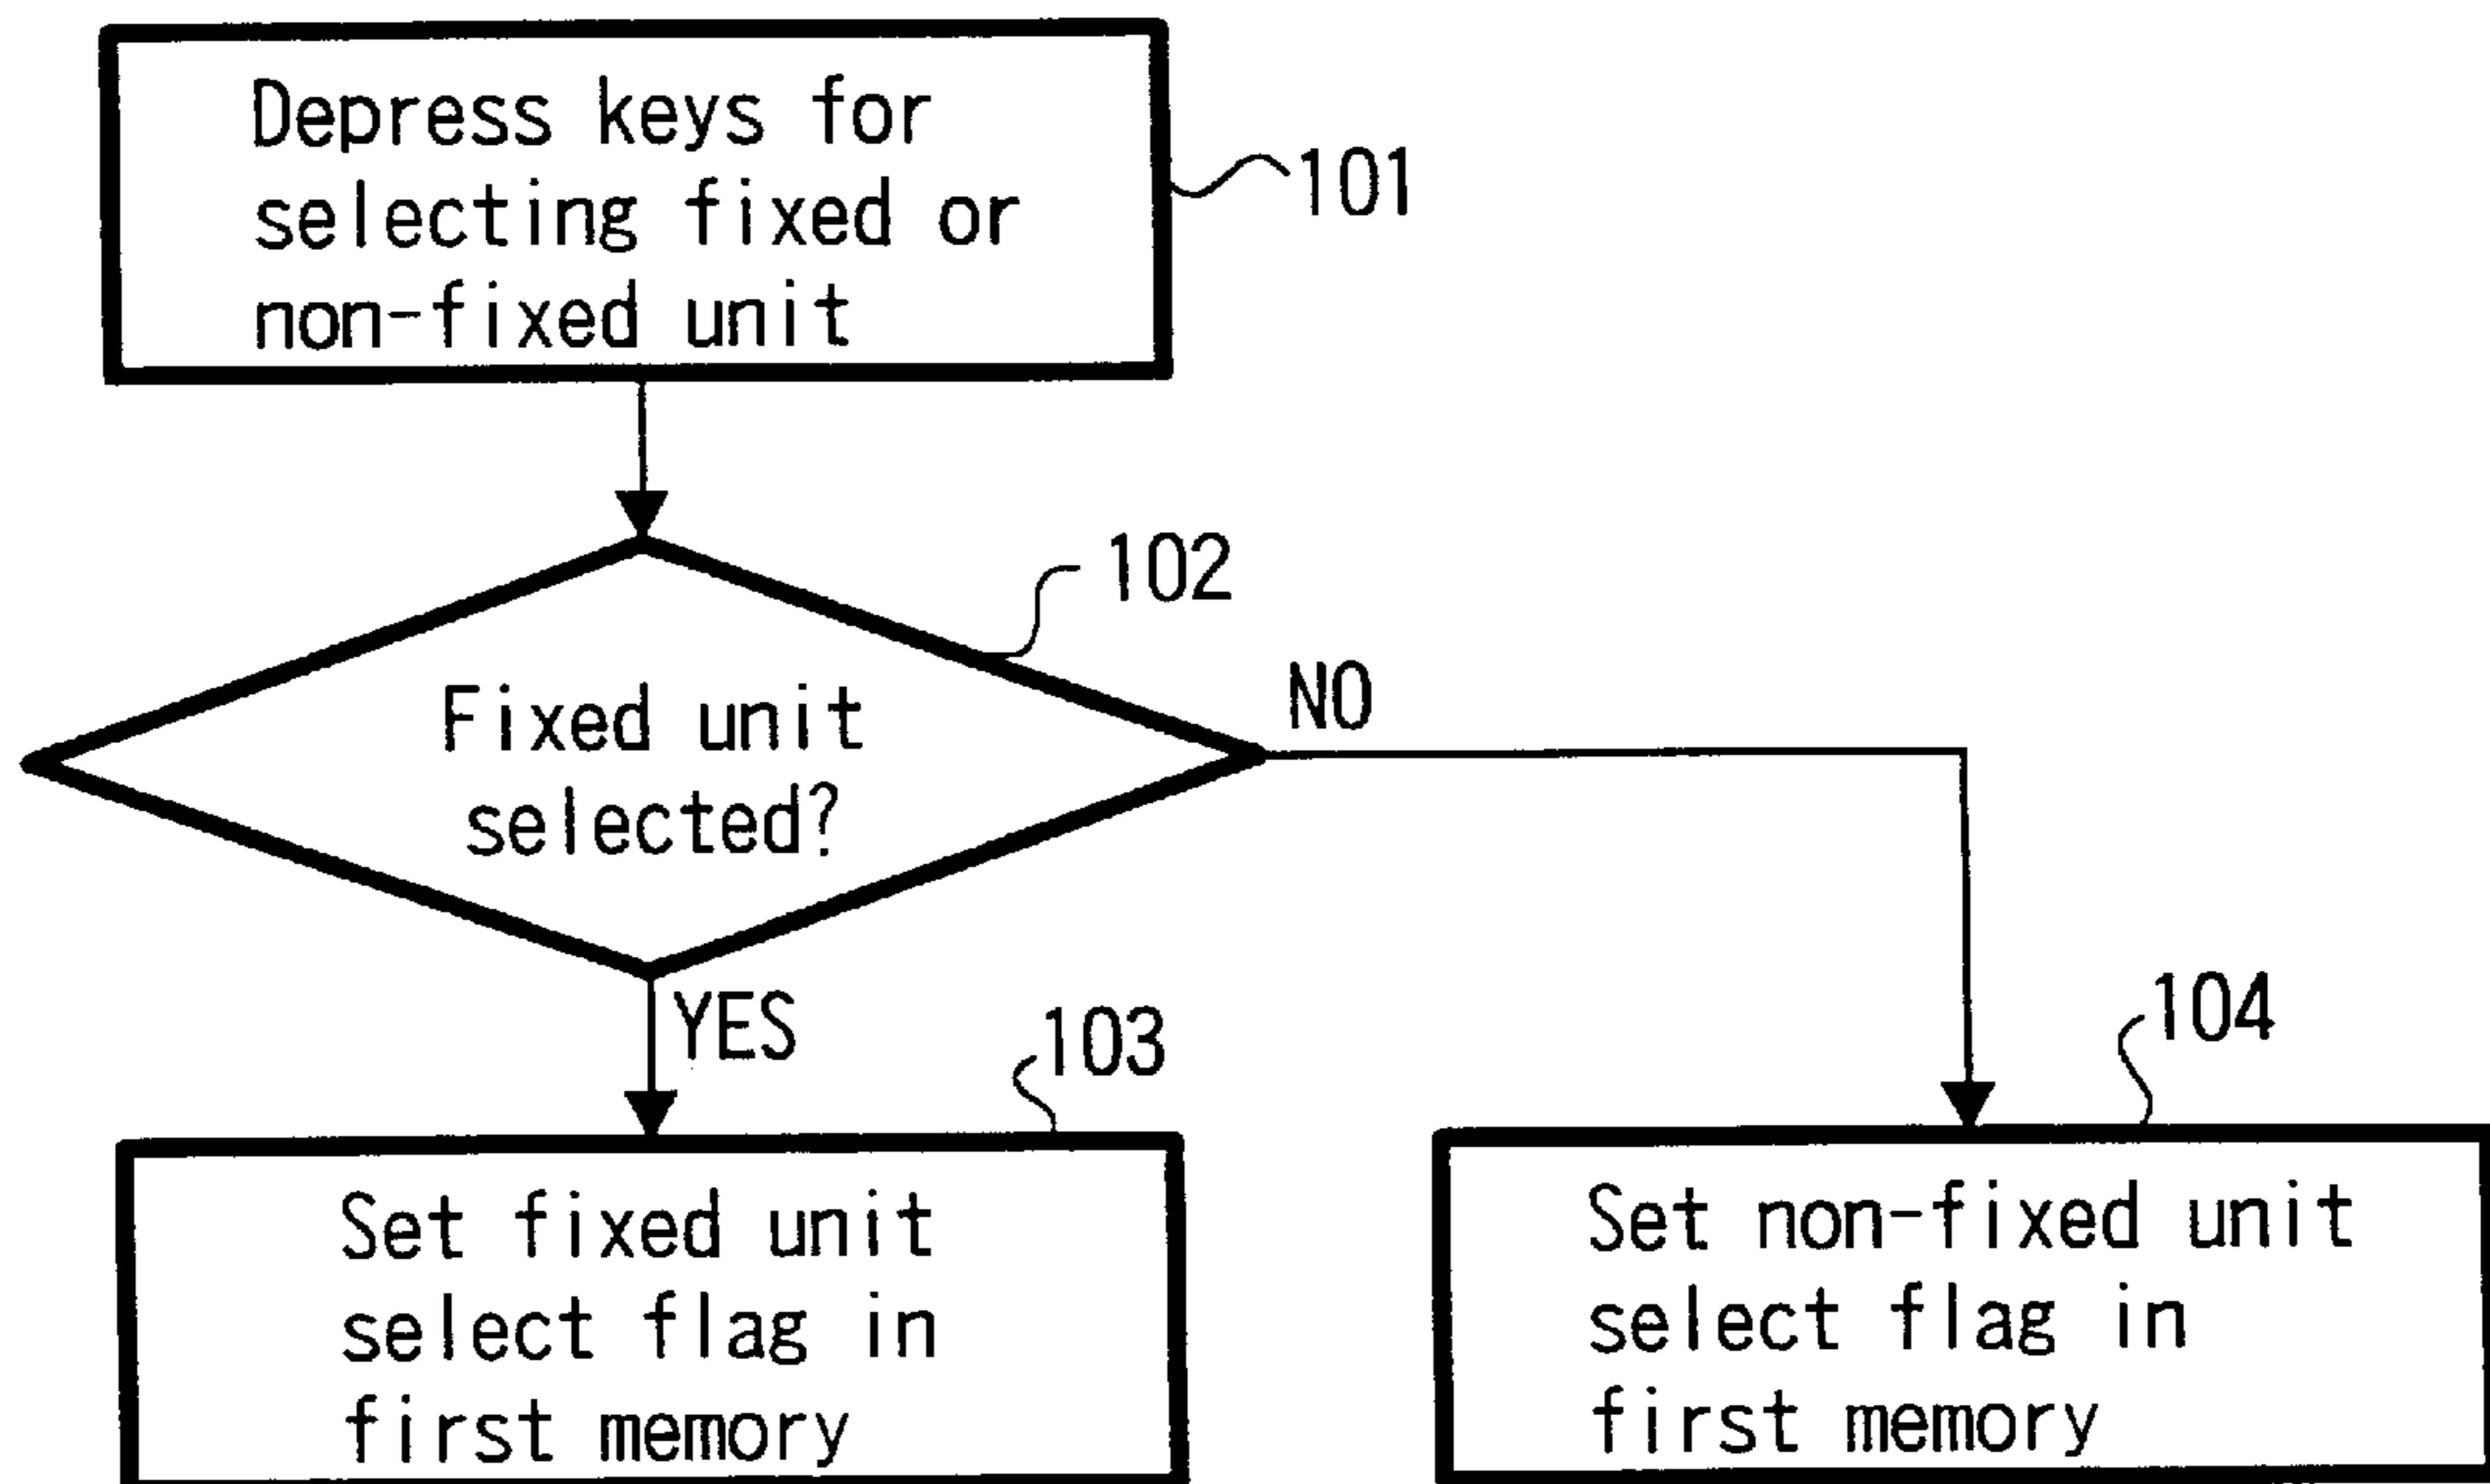 Depress keys for
selecting fixed or
non-fixed unit
101
102
Fixed unit
selected?
NO
YES
103
104
Set fixed unit
select flag in
first memory
Set non-fixed unit
select flag in
first memory